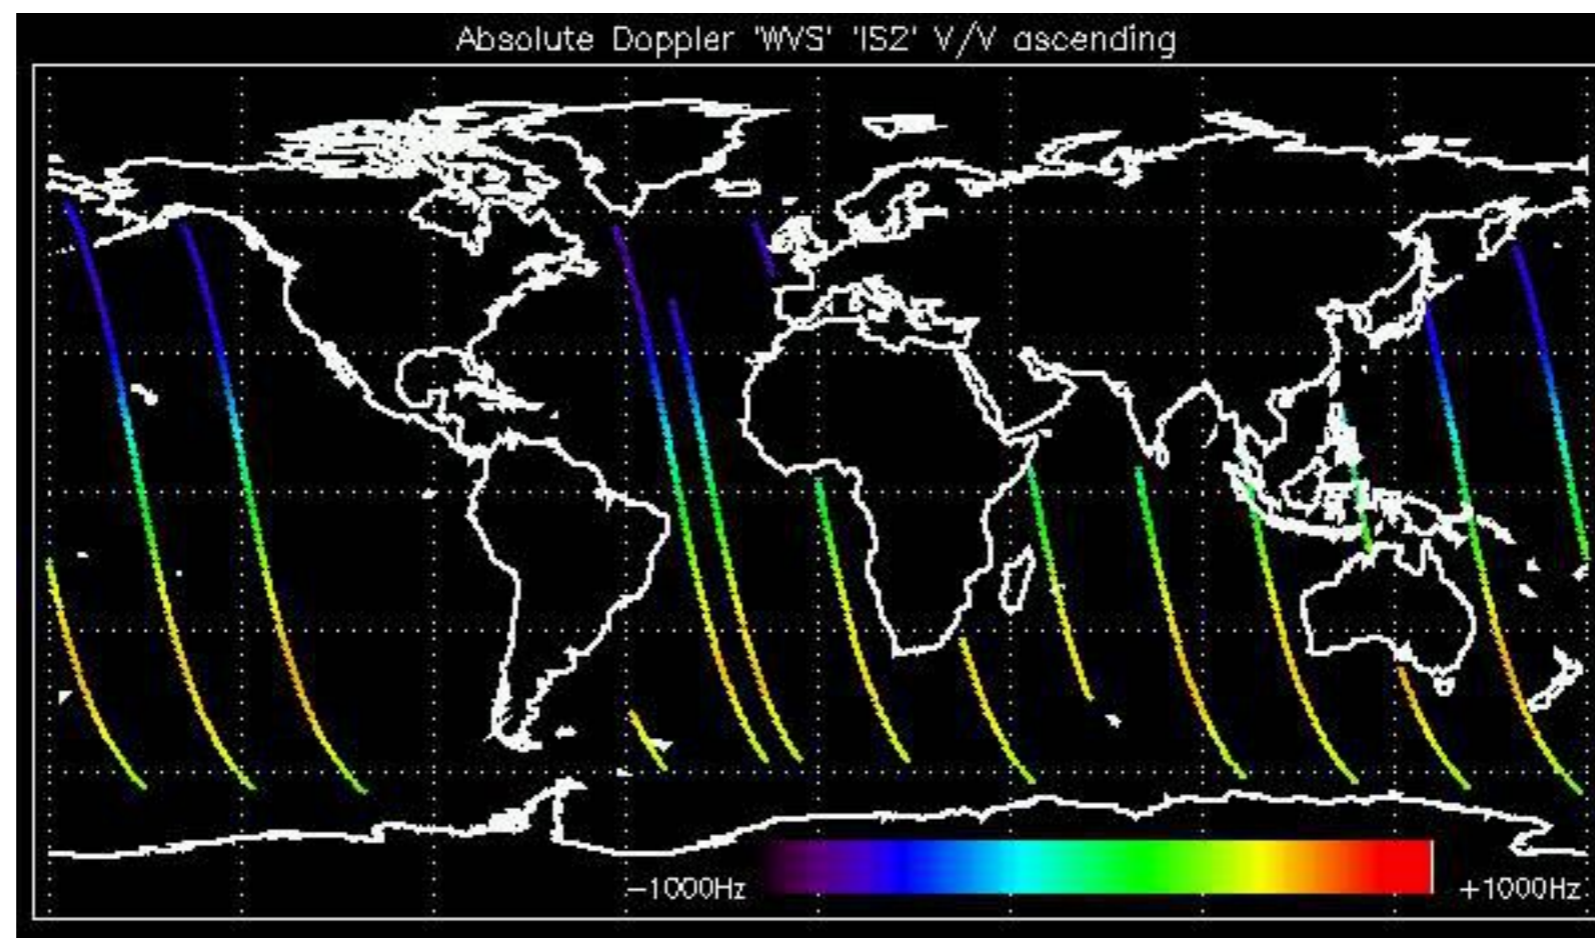 Absolute Doppler 'WVS' 'IS2' V/V ascending
-1000Hz +1000Hz